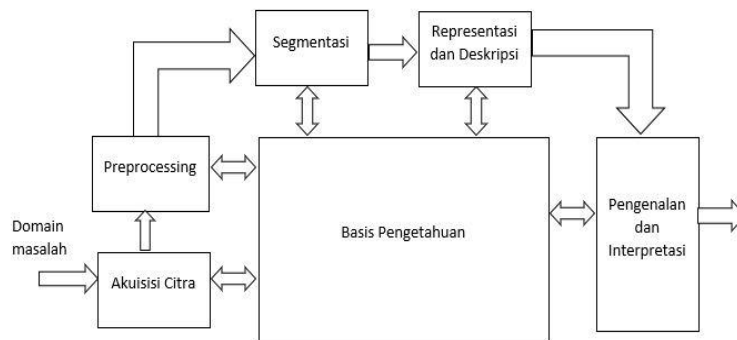 Segmentasi
Representasi
dan Deskripsi
Preprocessing
Basis Pengetahuan
Pengenalan
dan
Interpretasi
Domain
masalah
Akuisisi Citra